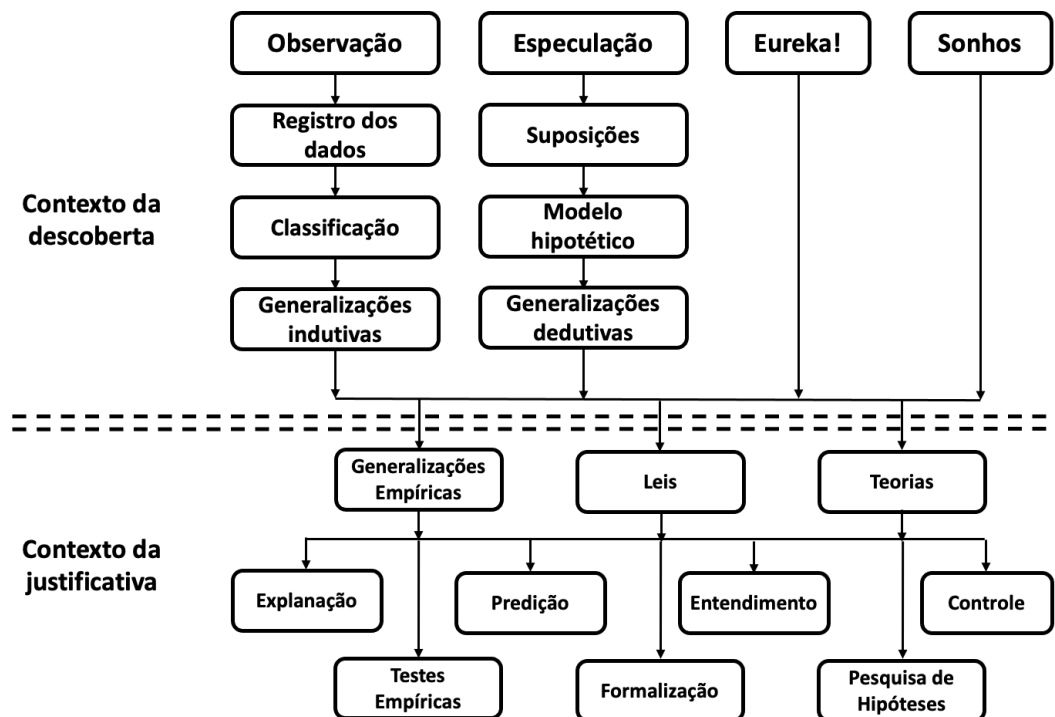 Observação
Especulação
Eureka!
Sonhos
Registro dos
dados
Suposições
Contexto da
descoberta
Classificação
Modelo
hipotético
Generalizações
indutivas
Generalizações
dedutivas
Generalizações
Empíricas
Leis
Teorias
Contexto da
justificativa
Explanação
Predição
Entendimento
Controle
Testes
Empíricas
Formalização
Pesquisa de
Hipóteses